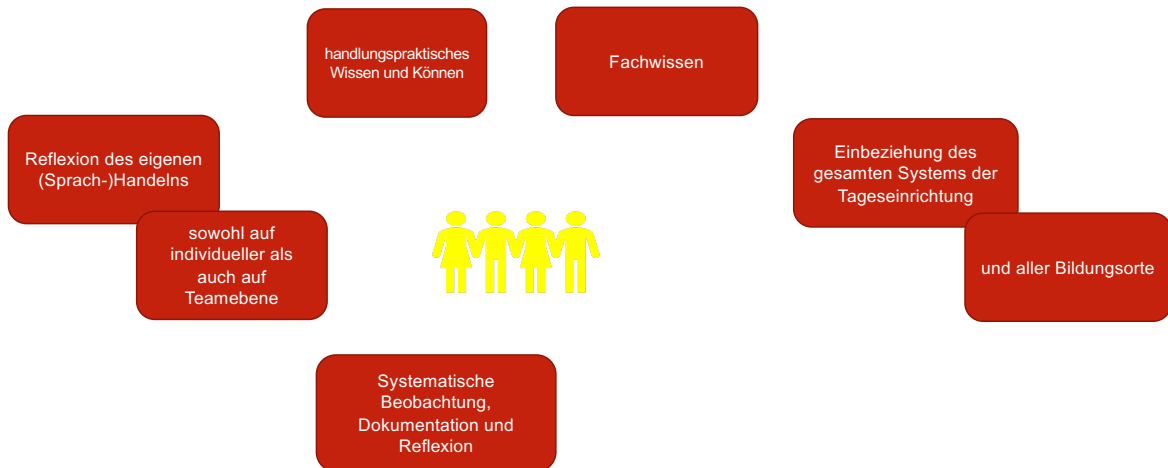 handlungspraktisches
Wissen und Können
Fachwissen
Reflexion des eigenen
(Sprach-)Handelns
sowohl auf
individueller als
auch auf
Teamebene
Einbeziehung des
gesamten Systems der
Tageseinrichtung
und aller Bildungsorte
Systematische
Beobachtung,
Dokumentation und
Reflexion